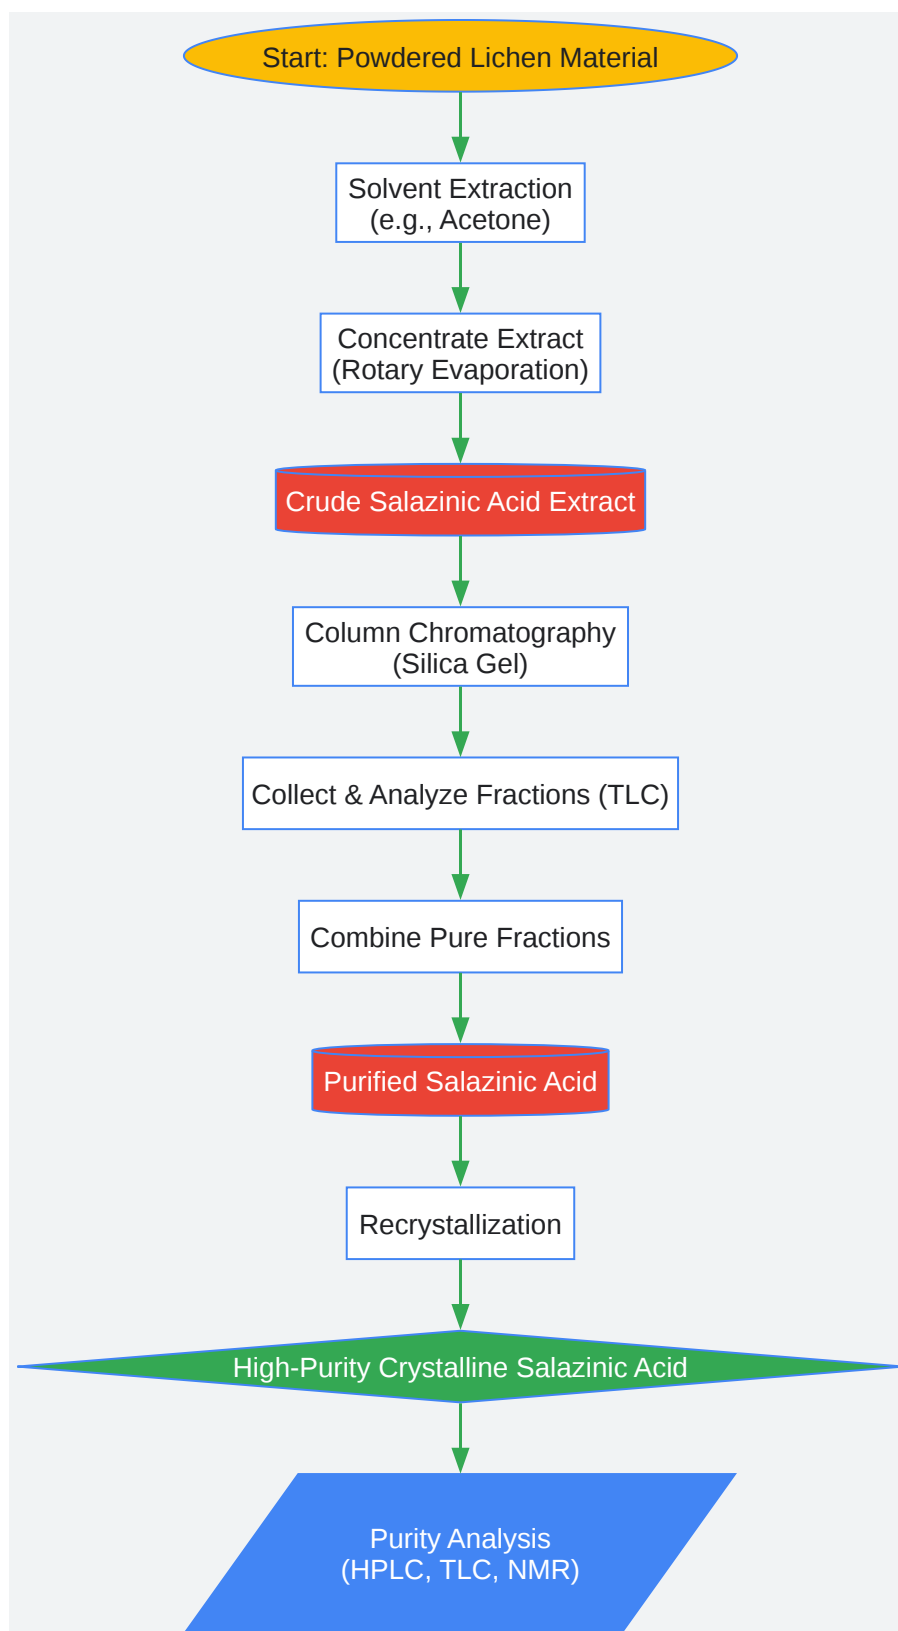 Start: Powdered Lichen Material
Solvent Extraction
(e.g., Acetone)
Concentrate Extract
(Rotary Evaporation)
Crude Salazinic Acid Extract
Column Chromatography
(Silica Gel)
Collect & Analyze Fractions (TLC)
Combine Pure Fractions
Purified Salazinic Acid
Recrystallization
High-Purity Crystalline Salazinic Acid
Purity Analysis
(HPLC, TLC, NMR)